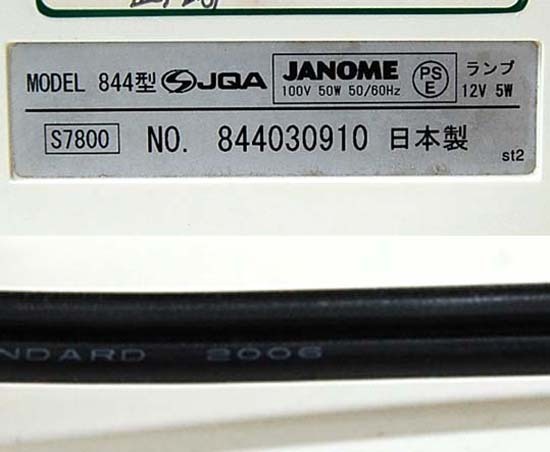 MODEL 844型 JQA JANOME PS E ランプ
100V 50W 50/60Hz 12V 5W
S7800 NO. 844030910 日本製
st2
NDARD 2006